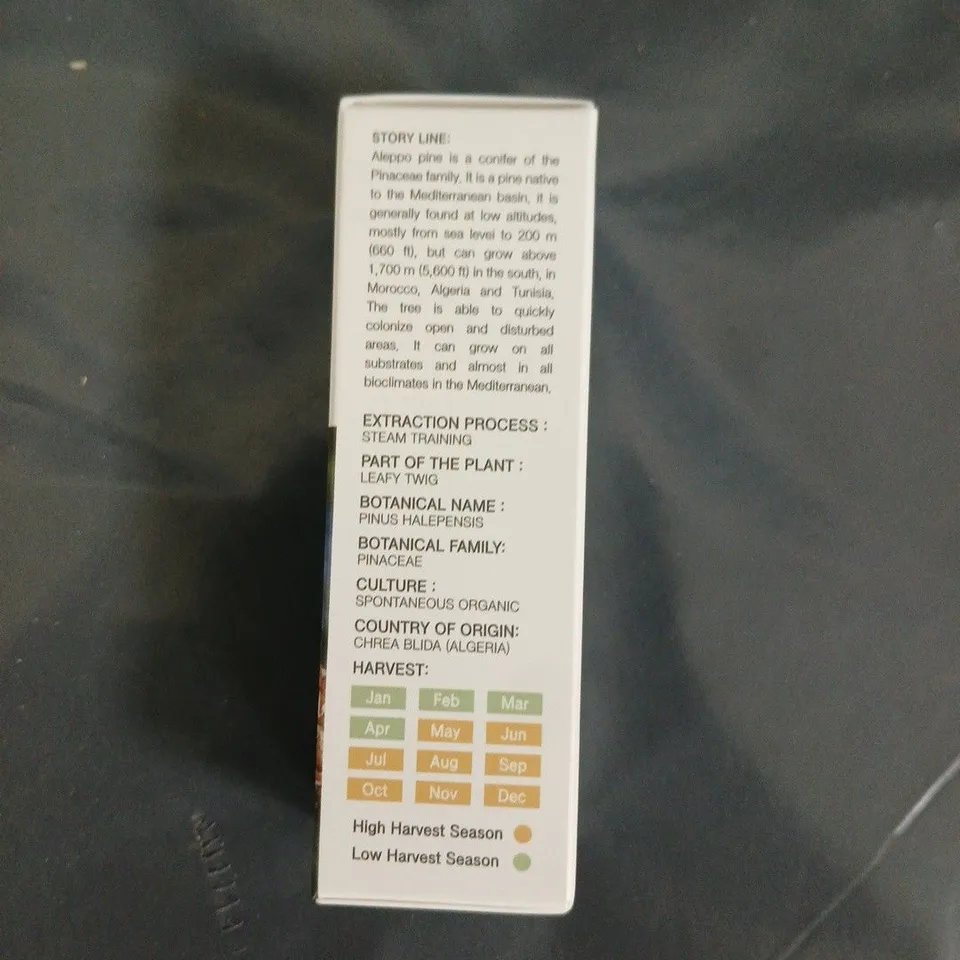 STORY LINE:
Aleppo pine is a conifer of the
Pinaceae family. It is a pine native
to the Mediterranean basin, it is
generally found at low altitudes,
mostly from sea level to 200 m
(660 ft), but can grow above
1,700 m (5,600 ft) in the south, in
Morocco, Algeria and Tunisia,
The tree is able to quickly
colonize open and disturbed
areas. It can grow on all
substrates and almost in all
bioclimates in the Mediterranean.
EXTRACTION PROCESS :
STEAM TRAINING
PART OF THE PLANT :
LEAFY TWIG
BOTANICAL NAME :
PINUS HALEPENSIS
BOTANICAL FAMILY:
PINACEAE
CULTURE :
SPONTANEOUS ORGANIC
COUNTRY OF ORIGIN:
CHREA BLIDA (ALGERIA)
HARVEST:
Jan Feb Mar
Apr May Jun
Jul Aug Sep
Oct Nov Dec
High Harvest Season
Low Harvest Season